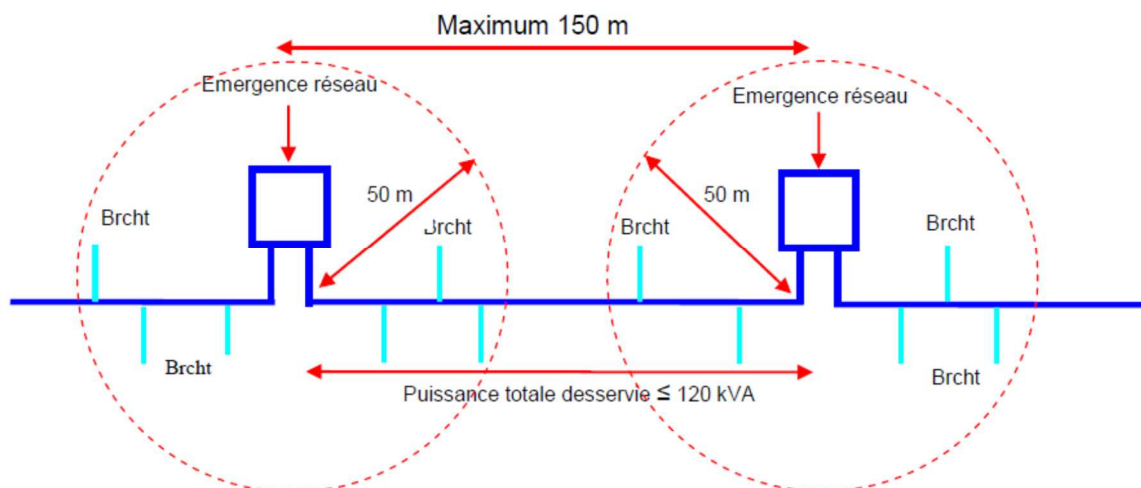 Maximum 150 m
Emergence réseau
Emergence réseau
50 m
50 m
Brcht
Brcht
Brcht
Brcht
Brcht
Brcht
Puissance totale desservie ≤ 120 kVA